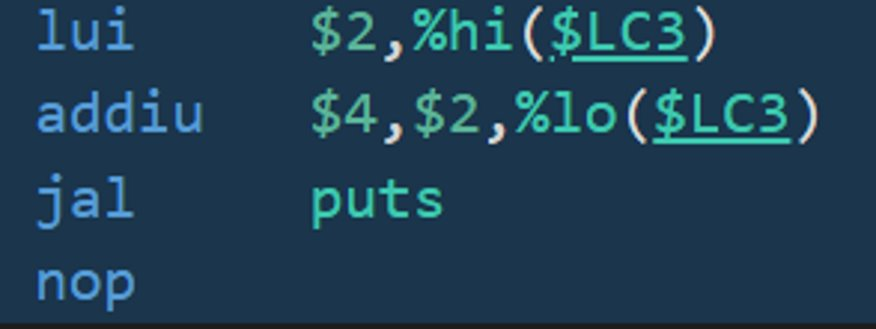 lui $2,%hi($LC3)
addiu $4,$2,%lo($LC3)
jal puts
nop